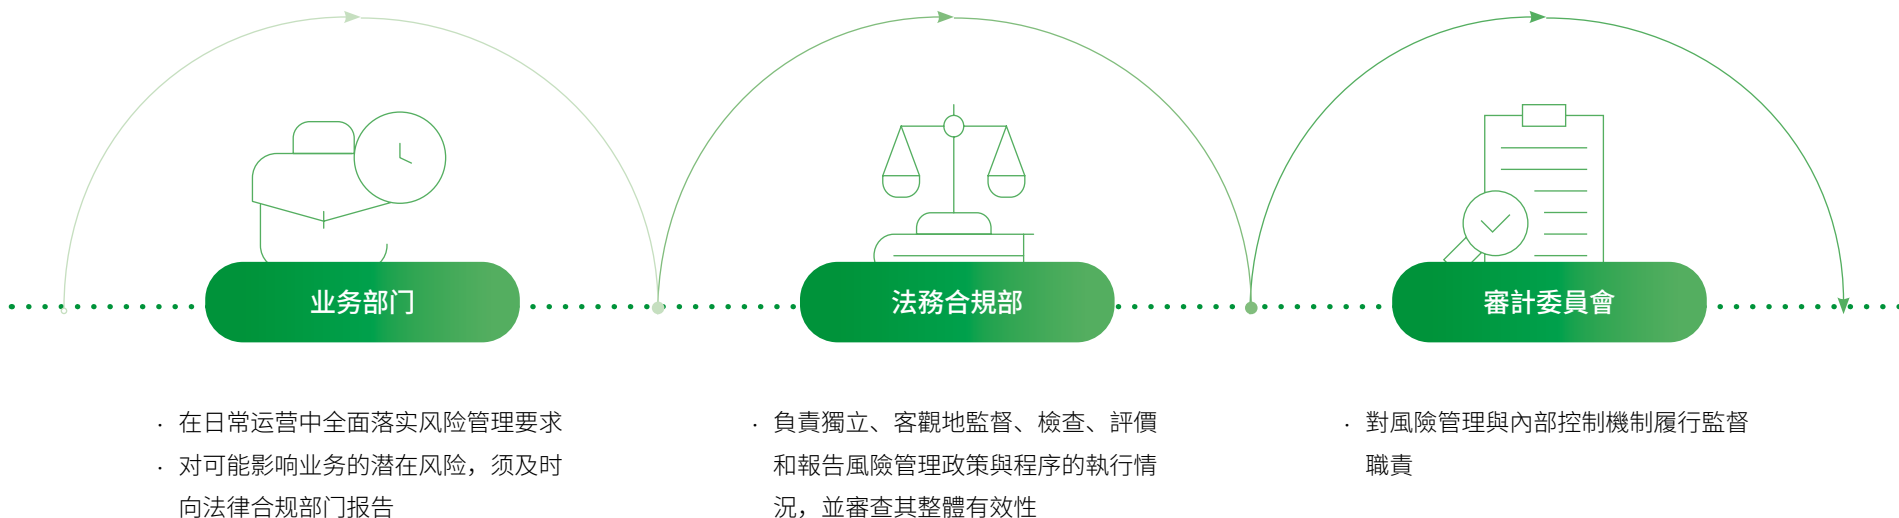 业务部门
法務合規部
審計委員會
· 在日常运营中全面落实风险管理要求
· 对可能影响业务的潜在风险，须及时
向法律合规部门报告
· 負責獨立、客觀地監督、檢查、評價
和報告風險管理政策與程序的執行情
況，並審查其整體有效性
· 對風險管理與內部控制機制履行監督
職責